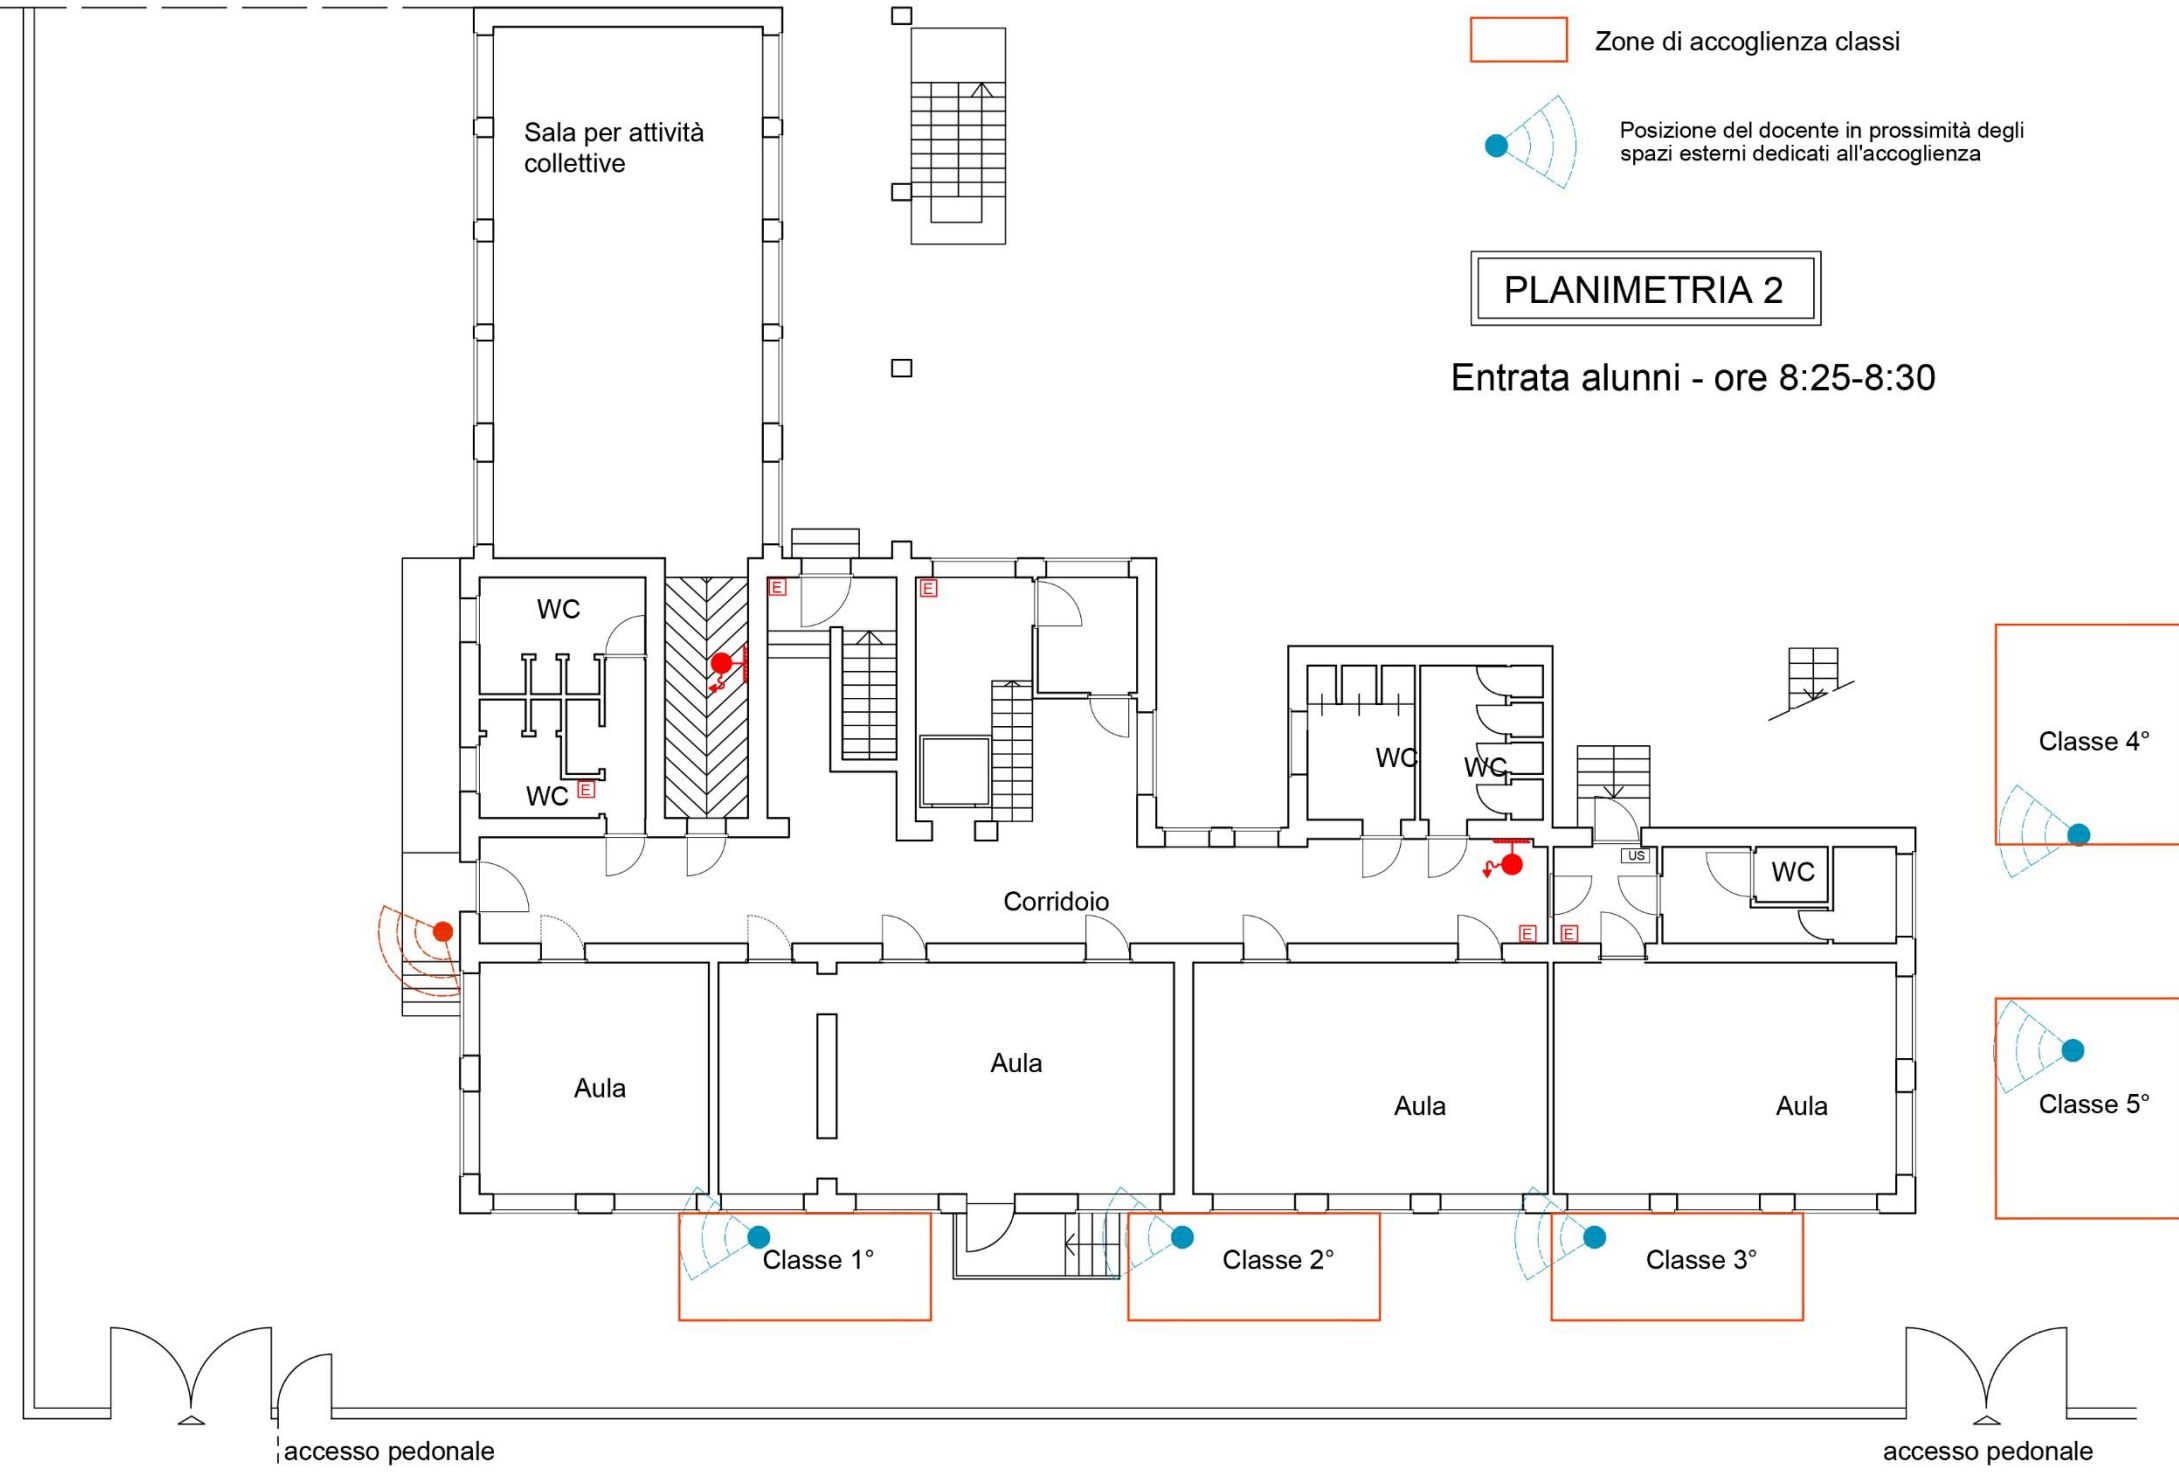 Zone di accoglienza classi
Sala per attività
collettive
Posizione del docente in prossimità degli
spazi esterni dedicati all'accoglienza
PLANIMETRIA 2
Entrata alunni - ore 8:25-8:30
E
E
WC
Classe 4°
WC
WC
WC
E
US
WC
Corridoio
E
E
Aula
Aula
Aula
Aula
Classe 5°
Classe 1°
Classe 2°
Classe 3°
accesso pedonale
accesso pedonale